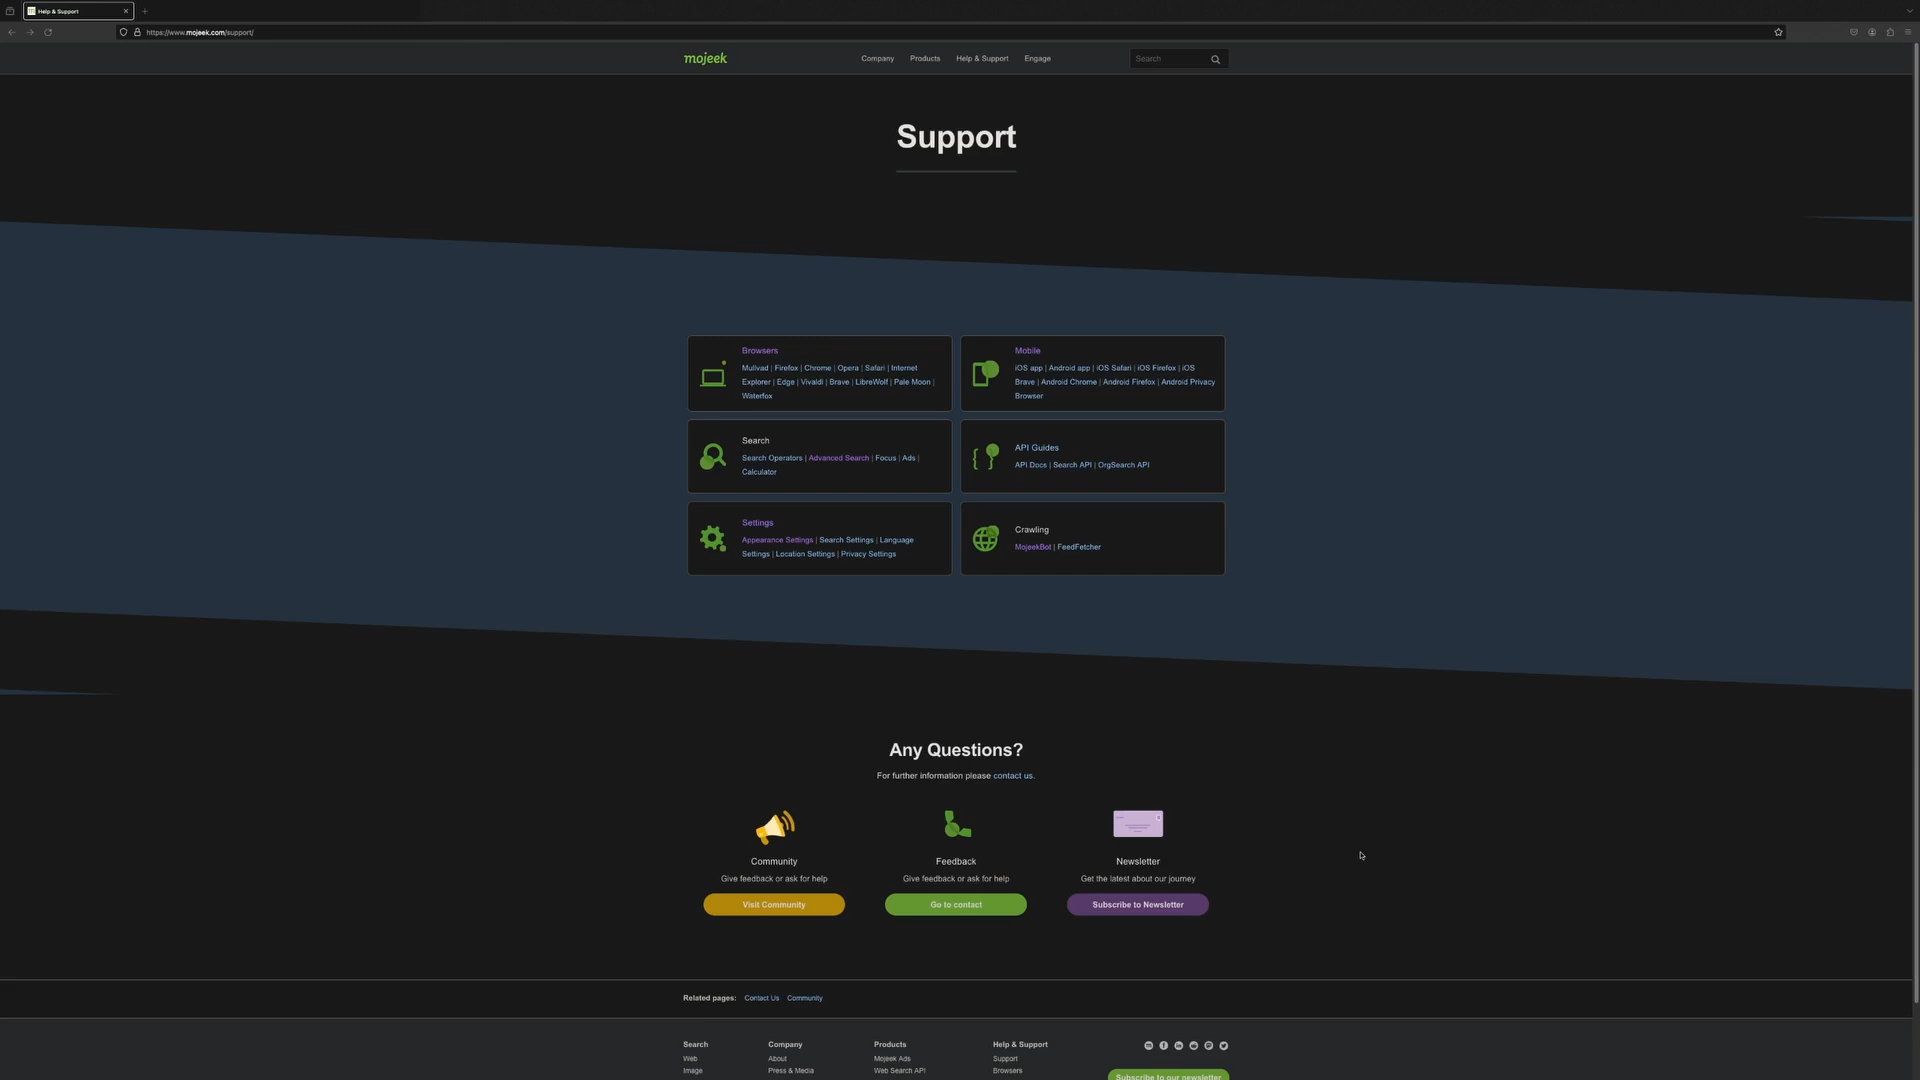 Help & Support
https://www.mojeek.com/support/
mojeek
Company
Products
Help & Support
Engage
Search
Support
Browsers
Mullvad | Firefox | Chrome | Opera | Safari | Internet
Explorer | Edge | Vivaldi | Brave | LibreWolf | Pale Moon |
Waterfox
Mobile
iOS app | Android app | iOS Safari | iOS Firefox | iOS
Brave | Android Chrome | Android Firefox | Android Privacy
Browser
Search
Search Operators | Advanced Search | Focus | Ads |
Calculator
API Guides
API Docs | Search API | OrgSearch API
Settings
Appearance Settings | Search Settings | Language
Settings | Location Settings | Privacy Settings
Crawling
MojeekBot | FeedFetcher
Any Questions?
For further information please contact us.
Community
Give feedback or ask for help
Visit Community
Feedback
Give feedback or ask for help
Go to contact
Newsletter
Get the latest about our journey
Subscribe to Newsletter
Related pages: Contact Us Community
Search
Web
Image
Company
About
Press & Media
Products
Mojeek Ads
Web Search API
Help & Support
Support
Browsers
Subscribe to our newsletter